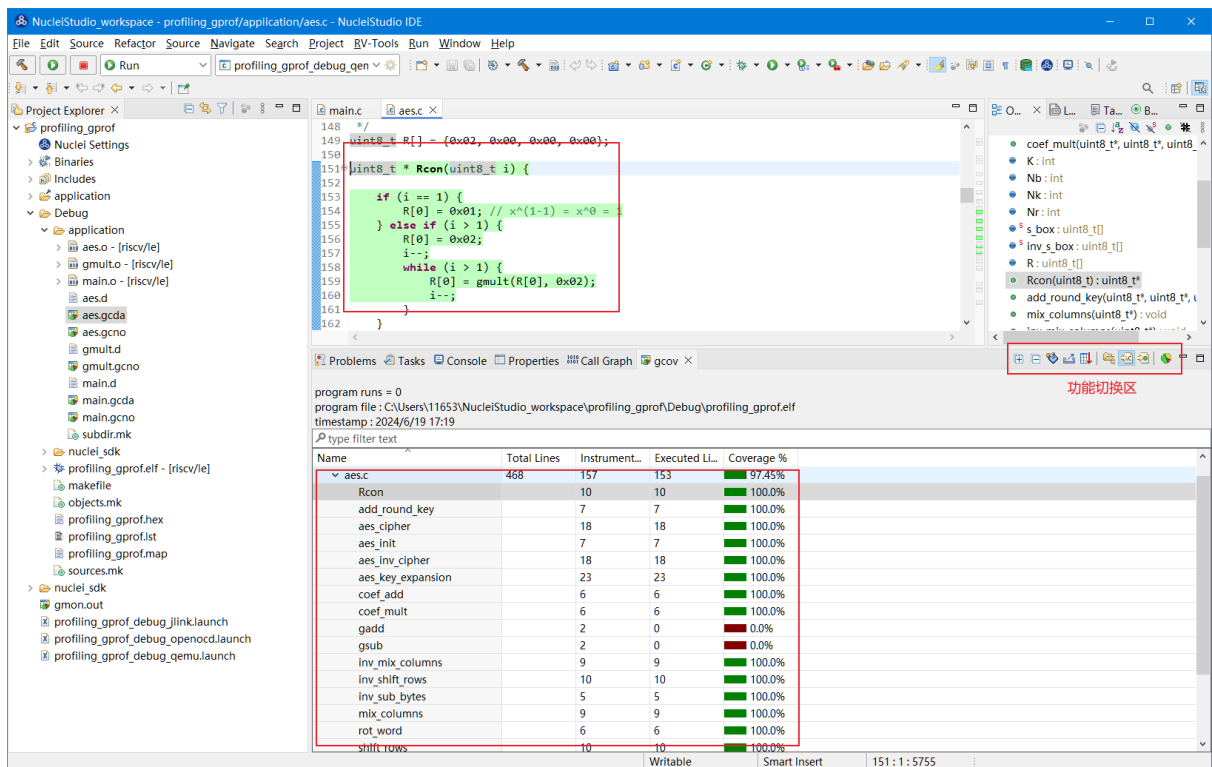 NucleiStudio_workspace - profiling_gprof/application/aes.c - NucleiStudio IDE
File Edit Source Refactor Source Navigate Search Project RV-Tools Run Window Help
Run profiling_gprof_debug_qen
Project Explorer
profiling_gprof
Nuclei Settings
Binaries
Includes
application
Debug
application
aes.o - [riscv/le]
gmult.o - [riscv/le]
main.o - [riscv/le]
aes.d
aes.gcda
aes.gcno
gmult.d
gmult.gcno
main.d
main.gcda
main.gcno
subdir.mk
nuclei_sdk
profiling_gprof.elf - [riscv/le]
makefile
objects.mk
profiling_gprof.hex
profiling_gprof.lst
profiling_gprof.map
sources.mk
nuclei_sdk
gmon.out
profiling_gprof_debug_jlink.launch
profiling_gprof_debug_openocd.launch
profiling_gprof_debug_qemu.launch
main.c aes.c
148 */
149 uint8_t R[] = {0x02, 0x00, 0x00, 0x00};
150
151 uint8_t * Rcon(uint8_t i) {
152
153 if (i == 1) {
154 R[0] = 0x01; // x^(1-1) = x^0 = 1
155 } else if (i > 1) {
156 R[0] = 0x02;
157 i--;
158 while (i > 1) {
159 R[0] = gmult(R[0], 0x02);
160 i--;
161 }
162 }
O... L... Ta... B...
coef_mult(uint8_t*, uint8_t*, uint8_
K : int
Nb : int
Nk : int
Nr : int
s_box : uint8_t[]
inv_s_box : uint8_t[]
R : uint8_t[]
Rcon(uint8_t) : uint8_t*
add_round_key(uint8_t*, uint8_t*, u
mix_columns(uint8_t*) : void
inv_mix_columns(uint8_t*) : void
功能切换区
Problems Tasks Console Properties Call Graph gcov
program runs = 0
program file : C:\Users\11653\NucleiStudio_workspace\profiling_gprof\Debug\profiling_gprof.elf
timestamp : 2024/6/19 17:19
type filter text
Name Total Lines Instrument... Executed Li... Coverage %
aes.c 468 157 153 97.45%
Rcon 10 10 100.0%
add_round_key 7 7 100.0%
aes_cipher 18 18 100.0%
aes_init 7 7 100.0%
aes_inv_cipher 18 18 100.0%
aes_key_expansion 23 23 100.0%
coef_add 6 6 100.0%
coef_mult 6 6 100.0%
gadd 2 0 0.0%
gsub 2 0 0.0%
inv_mix_columns 9 9 100.0%
inv_shift_rows 10 10 100.0%
inv_sub_bytes 5 5 100.0%
mix_columns 9 9 100.0%
rot_word 6 6 100.0%
shift_rows 10 10 100.0%
Writable Smart Insert 151 : 1 : 5755